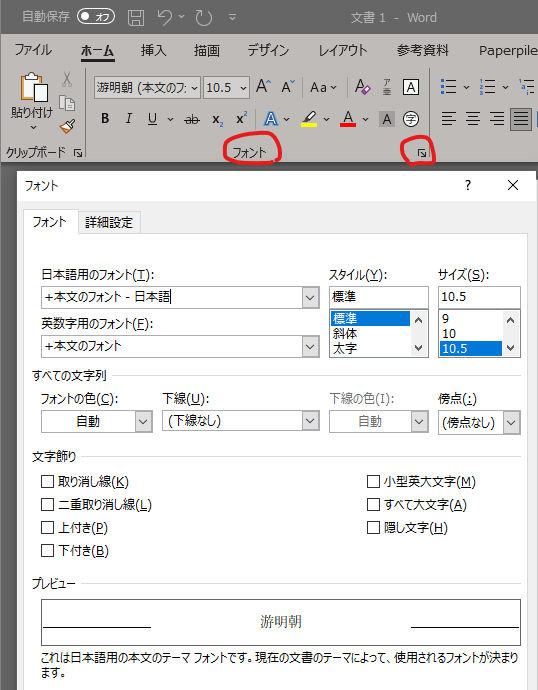 自動保存 オフ 文書 1 - Word
ファイル ホーム 挿入 描画 デザイン レイアウト 参考資料 Paperpile
貼り付け
游明朝 (本文のフ 10.5 A A Aa A ア亜 A
B I U ab x₂ x² A A A 字
クリップボード フォント
フォント ? ×
フォント 詳細設定
日本語用のフォント(T): スタイル(Y): サイズ(S):
+本文のフォント - 日本語 標準 10.5
標準 9
英数字用のフォント(F): 斜体 10
+本文のフォント 太字 10.5
すべての文字列
フォントの色(C): 下線(U): 下線の色(I): 傍点(:)
自動 (下線なし) 自動 (傍点なし)
文字飾り
取り消し線(K) 小型英大文字(M)
二重取り消し線(L) すべて大文字(A)
上付き(P) 隠し文字(H)
下付き(B)
プレビュー
游明朝
これは日本語用の本文のテーマ フォントです。現在の文書のテーマによって、使用されるフォントが決まり
ます。